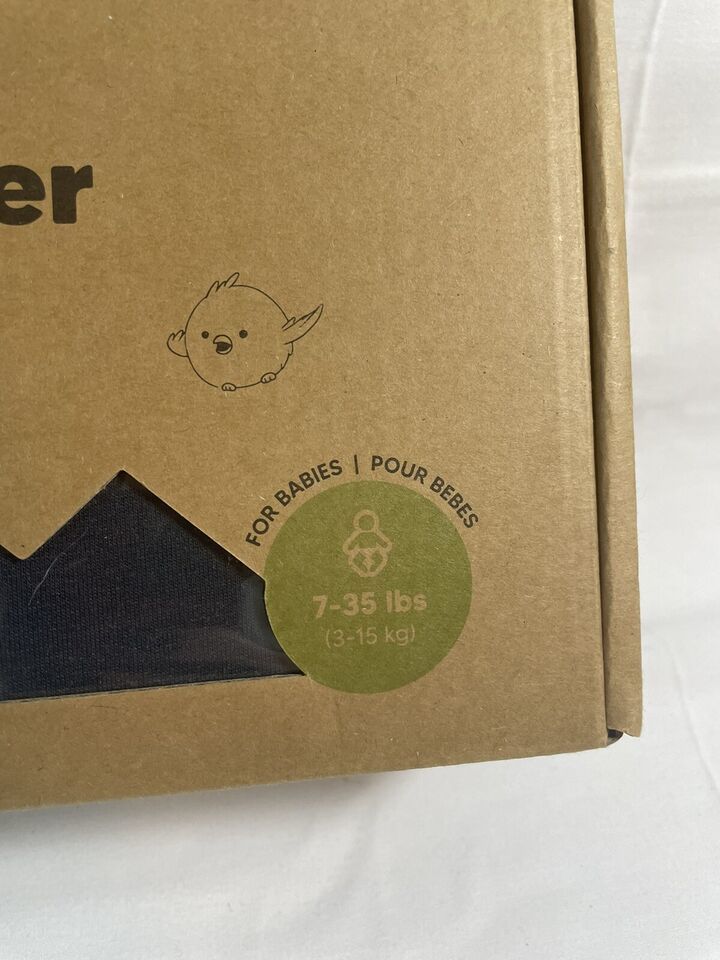 er
FOR BABIES | POUR BEBES
7-35 lbs
(3-15 kg)